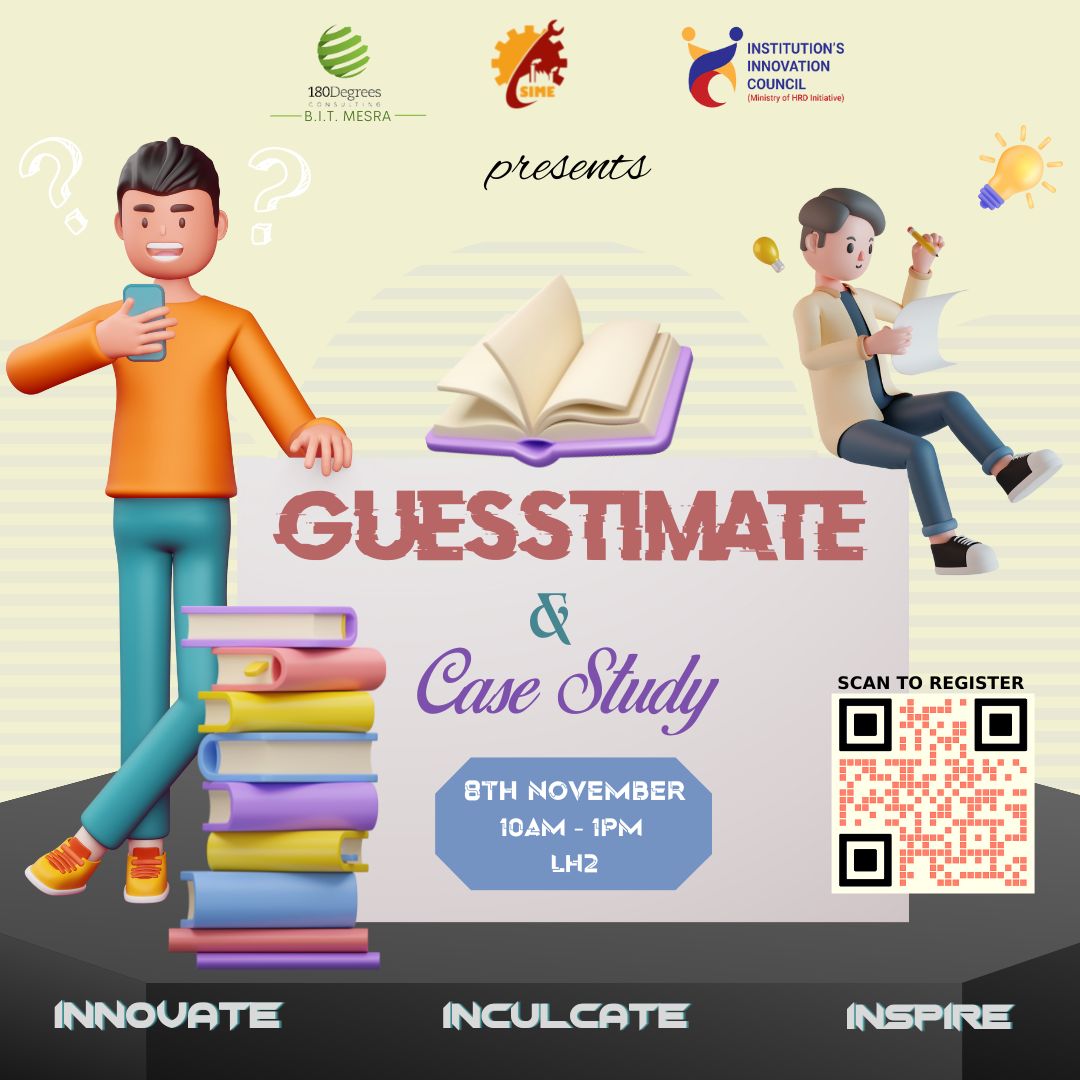 180Degrees
CONSULTING
B.I.T. MESRA
SIME
INSTITUTION'S
INNOVATION
COUNCIL
(Ministry of HRD Initiative)
presents
GUESSTIMATE
&
Case Study
8TH NOVEMBER
10AM - 1PM
LH2
SCAN TO REGISTER
INNOVATE INCULCATE INSPIRE